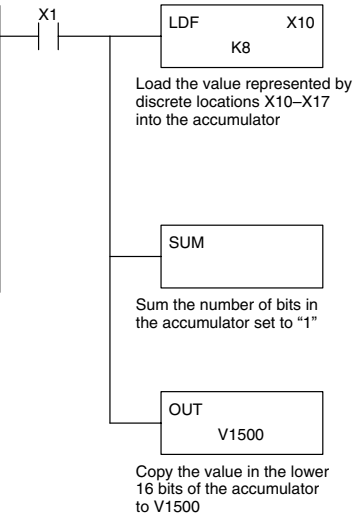 X1
LDF X10
K8
Load the value represented by
discrete locations X10–X17
into the accumulator
SUM
Sum the number of bits in
the accumulator set to “1”
OUT
V1500
Copy the value in the lower
16 bits of the accumulator
to V1500